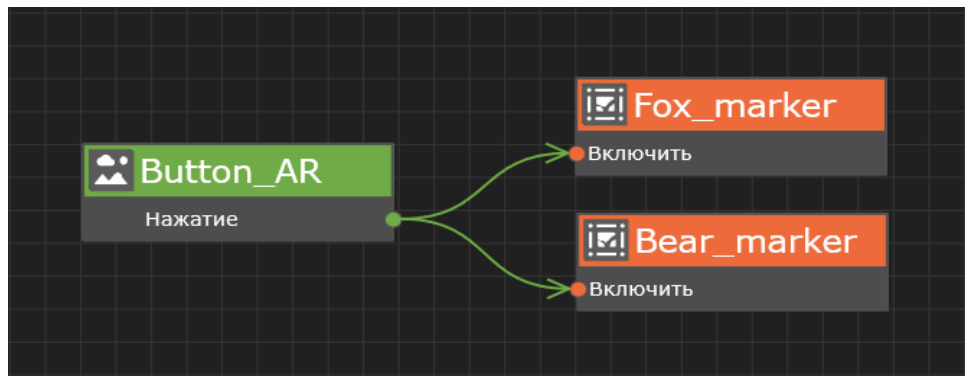 Button_AR
Нажатие
Fox_marker
Включить
Bear_marker
Включить